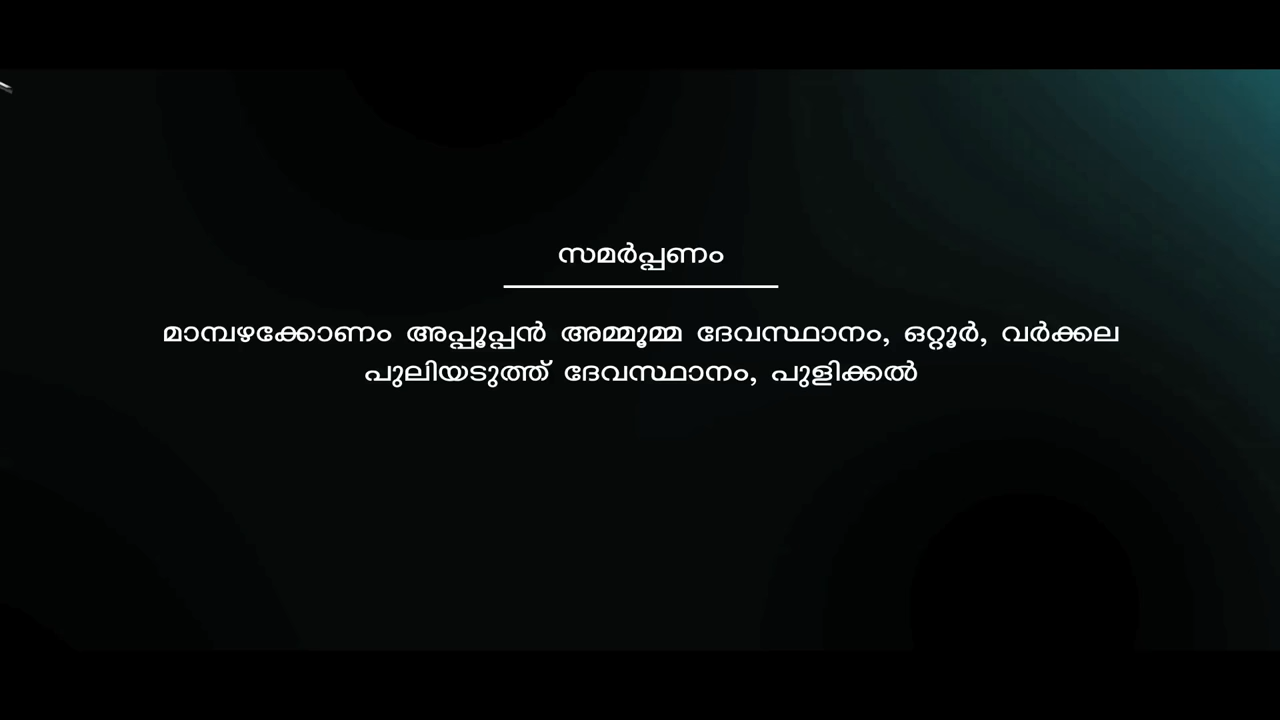 സമർപ്പണം
മാമ്പഴക്കോണം അപ്പൂപ്പൻ അമ്മൂമ്മ ദേവസ്ഥാനം, ഒറ്റൂർ, വർക്കല
പുലിയടുത്ത് ദേവസ്ഥാനം, പുളിക്കൽ